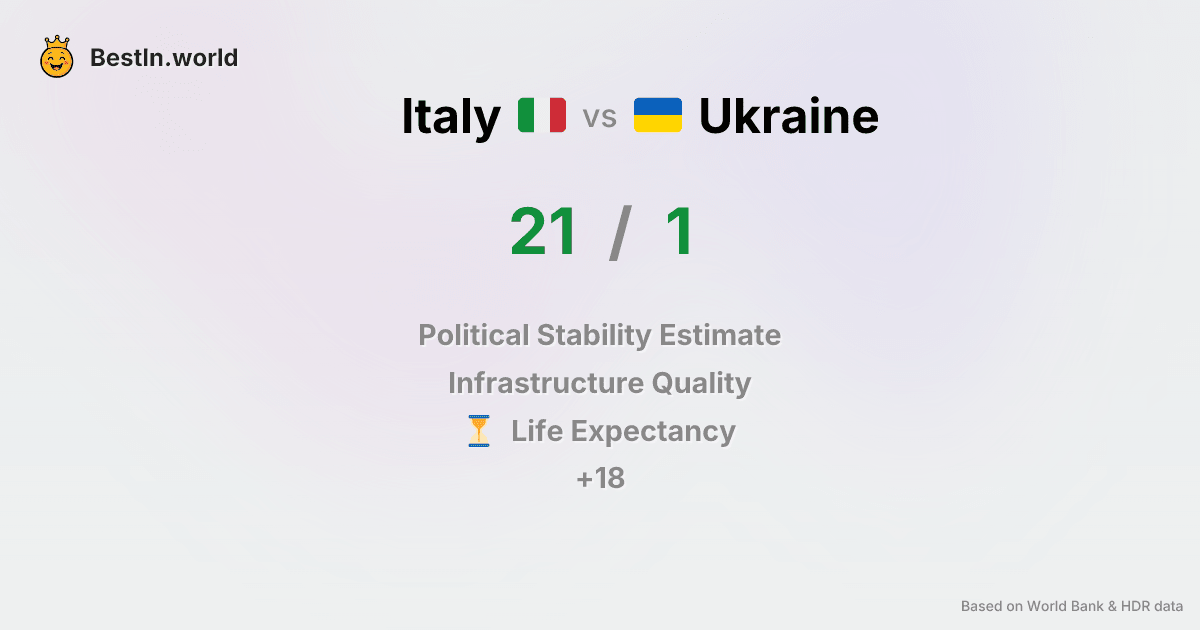 BestIn.world
Italy vs Ukraine
21 / 1
Political Stability Estimate
Infrastructure Quality
Life Expectancy
+18
Based on World Bank & HDR data